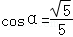 cos α = √5/5